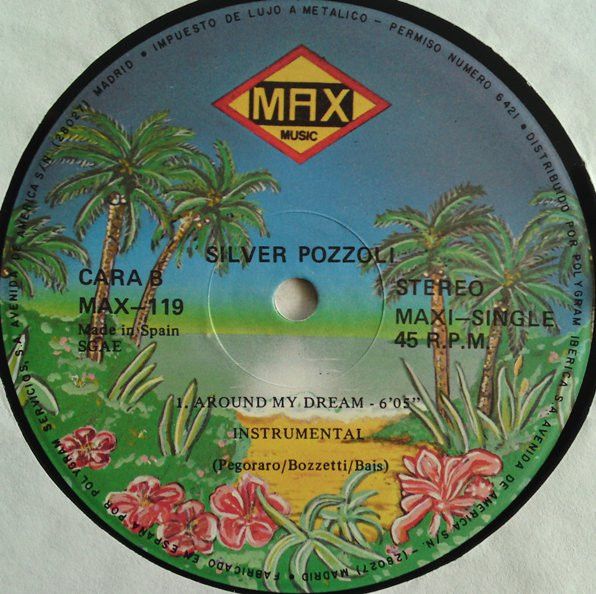 IMPUESTO DE LUJO A METALICO - PERMISO NUMERO 6421 • DISTRIBUIDO POR POLYGRAM IBERICA S A AVENIDA DE AMERICA S/N. - (28027) MADRID • FABRICADO EN ESPAÑA POR POLYGRAM SERVICIOS, S A AVENIDA DE AMERICA S/N. (28027) MADRID •
MAX
MUSIC
SILVER POZZOLI
CARA B
MAX-119
Made in Spain
SGAE
STEREO
MAXI-SINGLE
45 R.P.M.
1. AROUND MY DREAM - 6'05"
INSTRUMENTAL
(Pegoraro/Bozzetti/Bais)